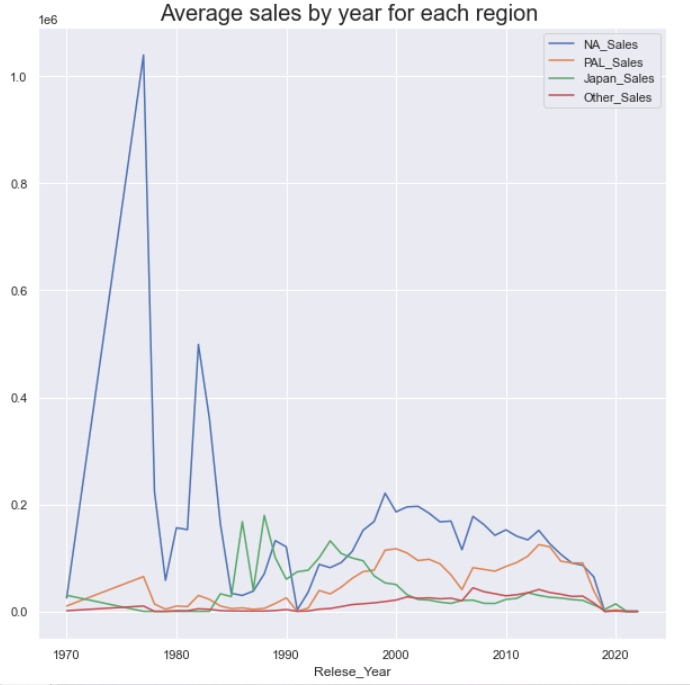 Average sales by year for each region
1e6
NA_Sales
PAL_Sales
Japan_Sales
Other_Sales
1.0
0.8
0.6
0.4
0.2
0.0
1970 1980 1990 2000 2010 2020
Relese_Year